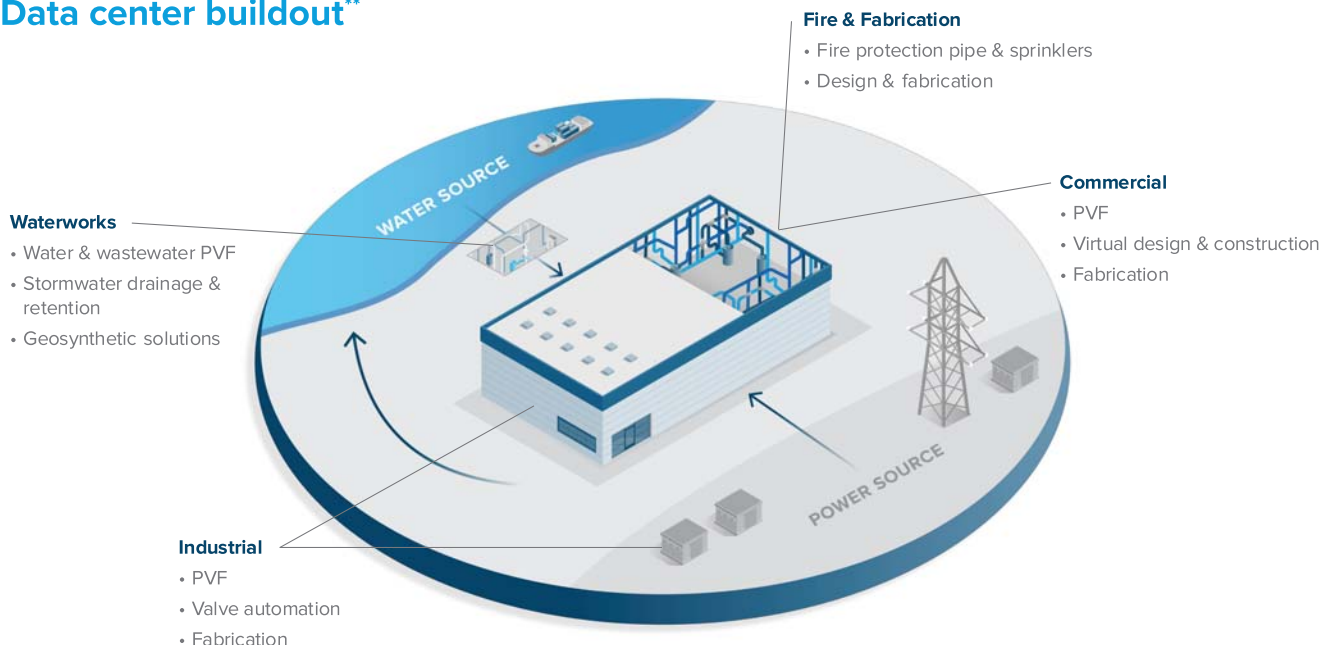 Data center buildout**
Fire & Fabrication
• Fire protection pipe & sprinklers
• Design & fabrication
WATER SOURCE
Commercial
• PVF
• Virtual design & construction
• Fabrication
Waterworks
• Water & wastewater PVF
• Stormwater drainage &
retention
• Geosynthetic solutions
POWER SOURCE
Industrial
• PVF
• Valve automation
• Fabrication